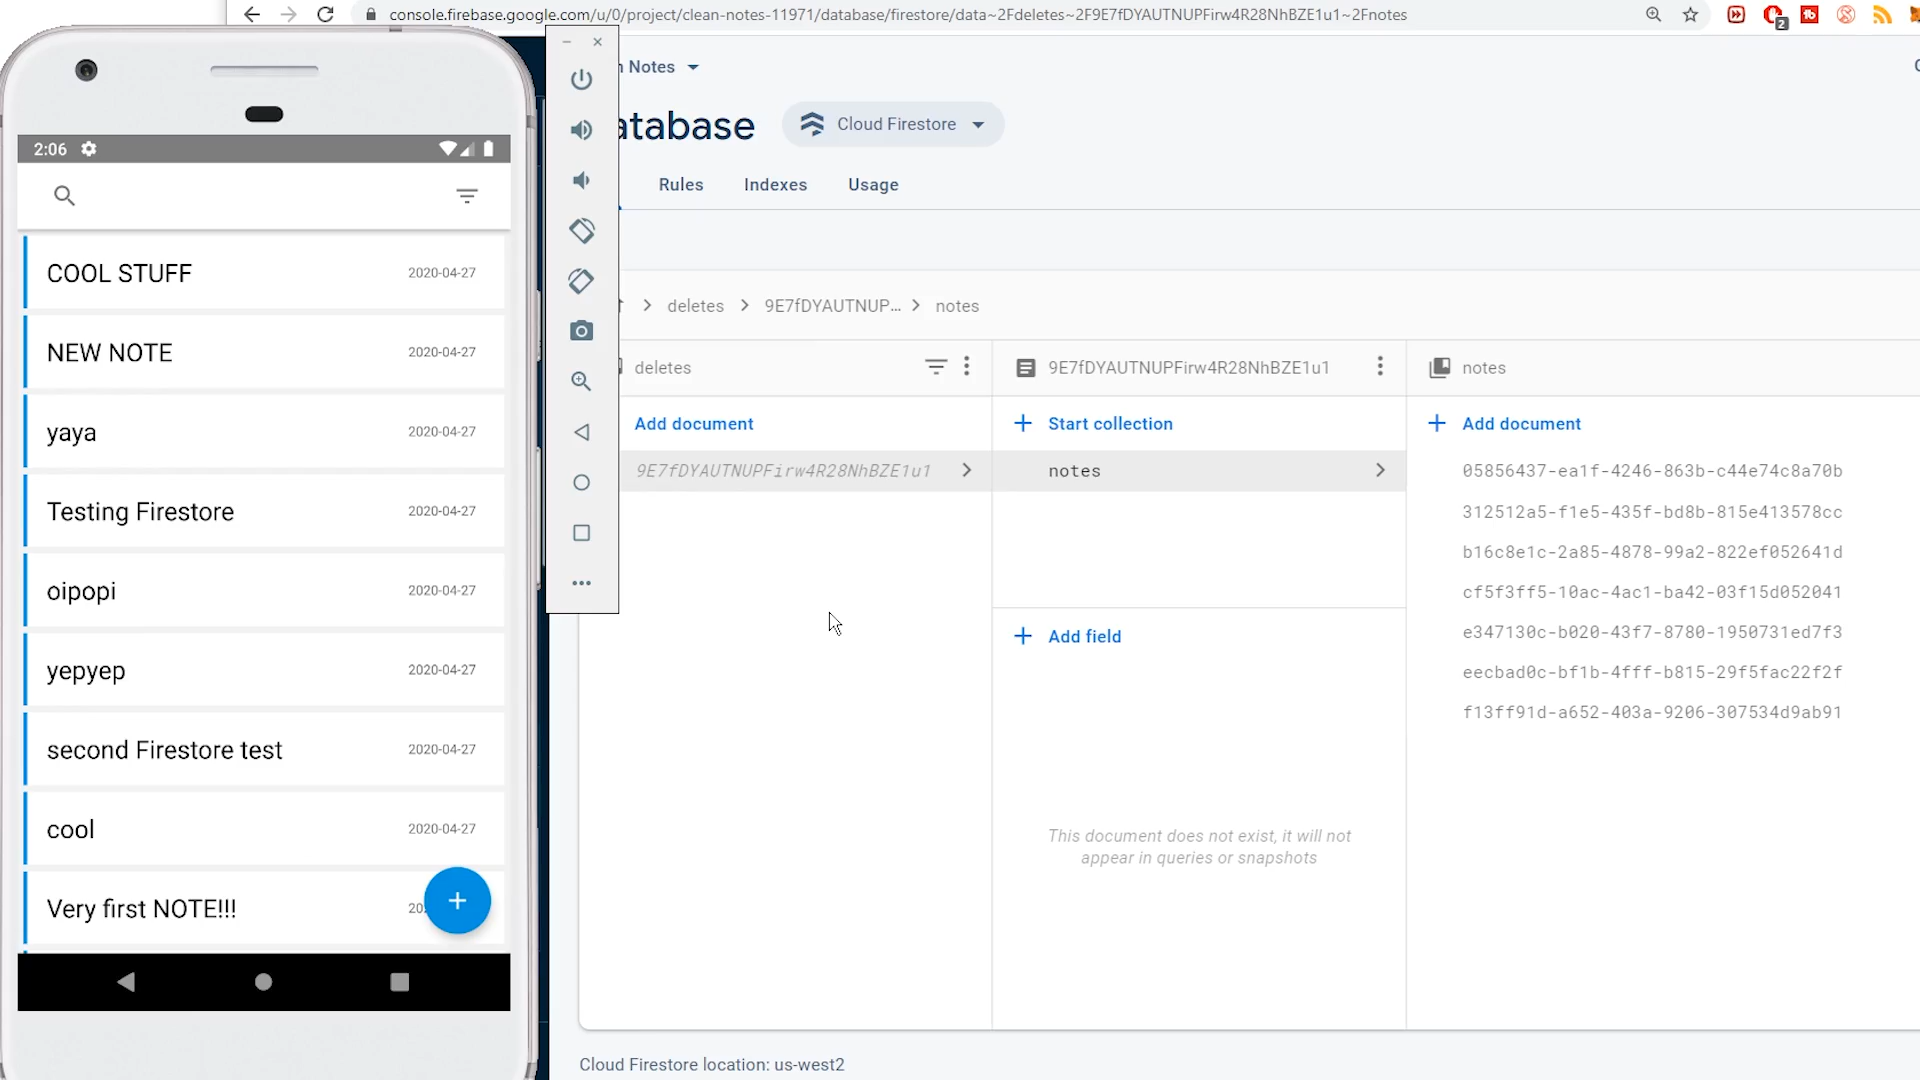 console.firebase.google.com/u/0/project/clean-notes-11971/database/firestore/data~2Fdeletes~2F9E7fDYAUTNUPFirw4R28NhBZE1u1~2Fnotes
2
2:06
COOL STUFF 2020-04-27
NEW NOTE 2020-04-27
yaya 2020-04-27
Testing Firestore 2020-04-27
oipopi 2020-04-27
yepyep 2020-04-27
second Firestore test 2020-04-27
cool 2020-04-27
Very first NOTE!!! 20
n Notes
atabase Cloud Firestore
Rules Indexes Usage
deletes 9E7fDYAUTNUP... notes
deletes
Add document
9E7fDYAUTNUPFirw4R28NhBZE1u1
9E7fDYAUTNUPFirw4R28NhBZE1u1
Start collection
notes
Add field
This document does not exist, it will not
appear in queries or snapshots
notes
Add document
05856437-ea1f-4246-863b-c44e74c8a70b
312512a5-f1e5-435f-bd8b-815e413578cc
b16c8e1c-2a85-4878-99a2-822ef052641d
cf5f3ff5-10ac-4ac1-ba42-03f15d052041
e347130c-b020-43f7-8780-1950731ed7f3
eecbad0c-bf1b-4fff-b815-29f5fac22f2f
f13ff91d-a652-403a-9206-307534d9ab91
Cloud Firestore location: us-west2